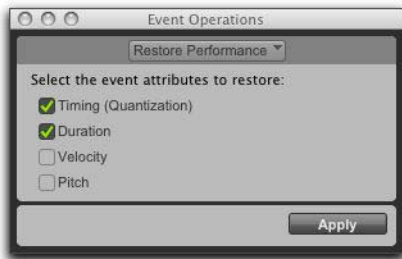 Event Operations
Restore Performance
Select the event attributes to restore:
Timing (Quantization)
Duration
Velocity
Pitch
Apply